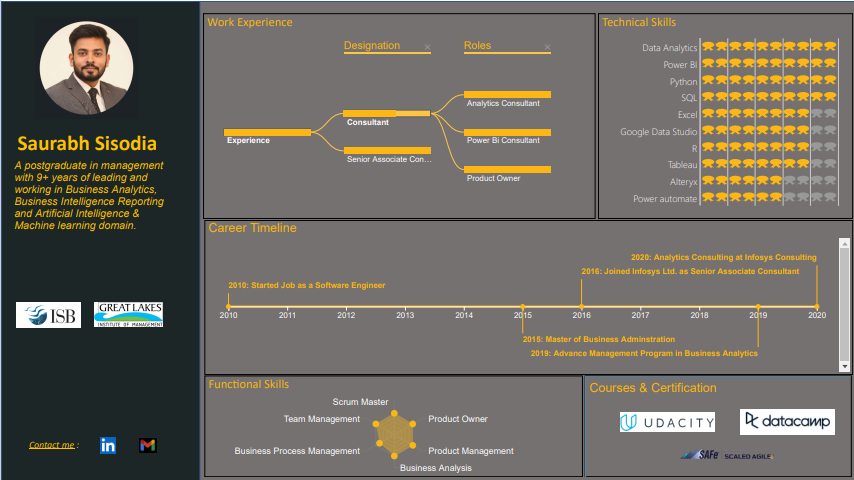 Saurabh Sisodia
A postgraduate in management
with 9+ years of leading and
working in Business Analytics,
Business Intelligence Reporting
and Artificial Intelligence &
Machine learning domain.
ISB
GREAT LAKES
INSTITUTE OF MANAGEMENT
Contact me :
in
Work Experience
Designation
Roles
Experience
Consultant
Senior Associate Con...
Analytics Consultant
Power Bi Consultant
Product Owner
Technical Skills
Data Analytics
Power BI
Python
SQL
Excel
Google Data Studio
R
Tableau
Alteryx
Power automate
Career Timeline
2020: Analytics Consulting at Infosys Consulting
2016: Joined Infosys Ltd. as Senior Associate Consultant
2010: Started Job as a Software Engineer
2010 2011 2012 2013 2014 2015 2016 2017 2018 2019 2020
2015: Master of Business Adminstration
2019: Advance Management Program in Business Analytics
Functional Skills
Scrum Master
Team Management
Product Owner
Business Process Management
Product Management
Business Analysis
Courses & Certification
UDACITY
datacamp
SAFe SCALED AGILE